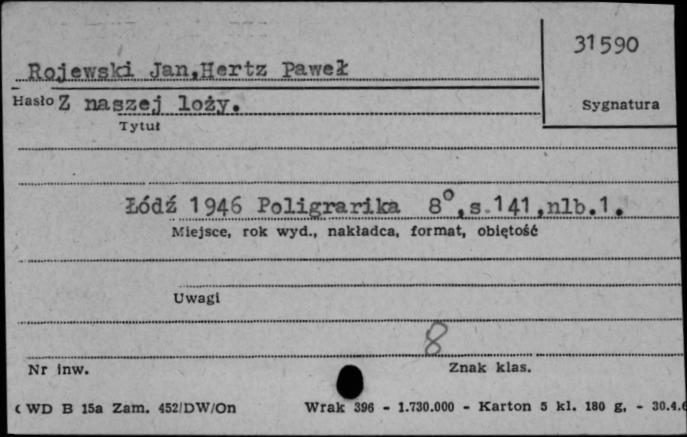 31590
Rojewski Jan,Hertz Paweł
Hasło Z naszej loży.
Sygnatura
Tytuł
Łódź 1946 Poligrarika 8°,s.141,nlb.1.
Miejsce, rok wyd., nakładca, format, objętość
Uwagi
8
Nr inw.
Znak klas.
WD B 15a Zam. 452/DW/On Wrak 396 - 1.730.000 - Karton 5 kl. 180 g. - 30.4.6